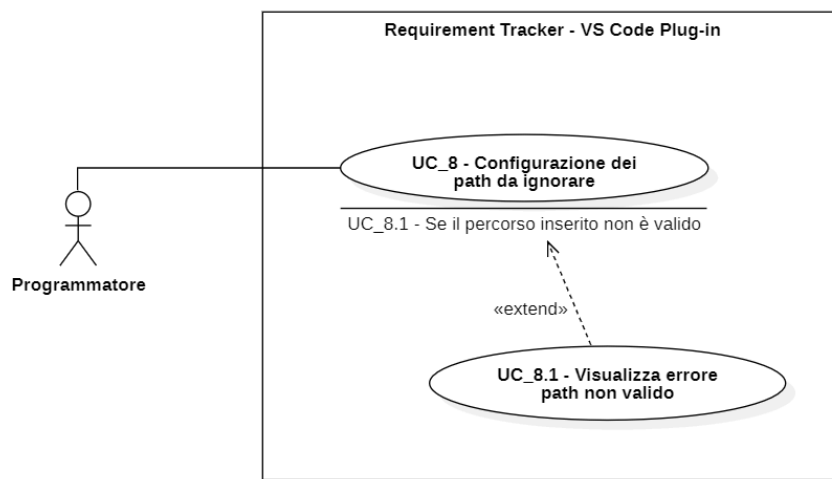 Requirement Tracker - VS Code Plug-in
UC_8 - Configurazione dei
path da ignorare
UC_8.1 - Se il percorso inserito non è valido
Programmatore
«extend»
UC_8.1 - Visualizza errore
path non valido